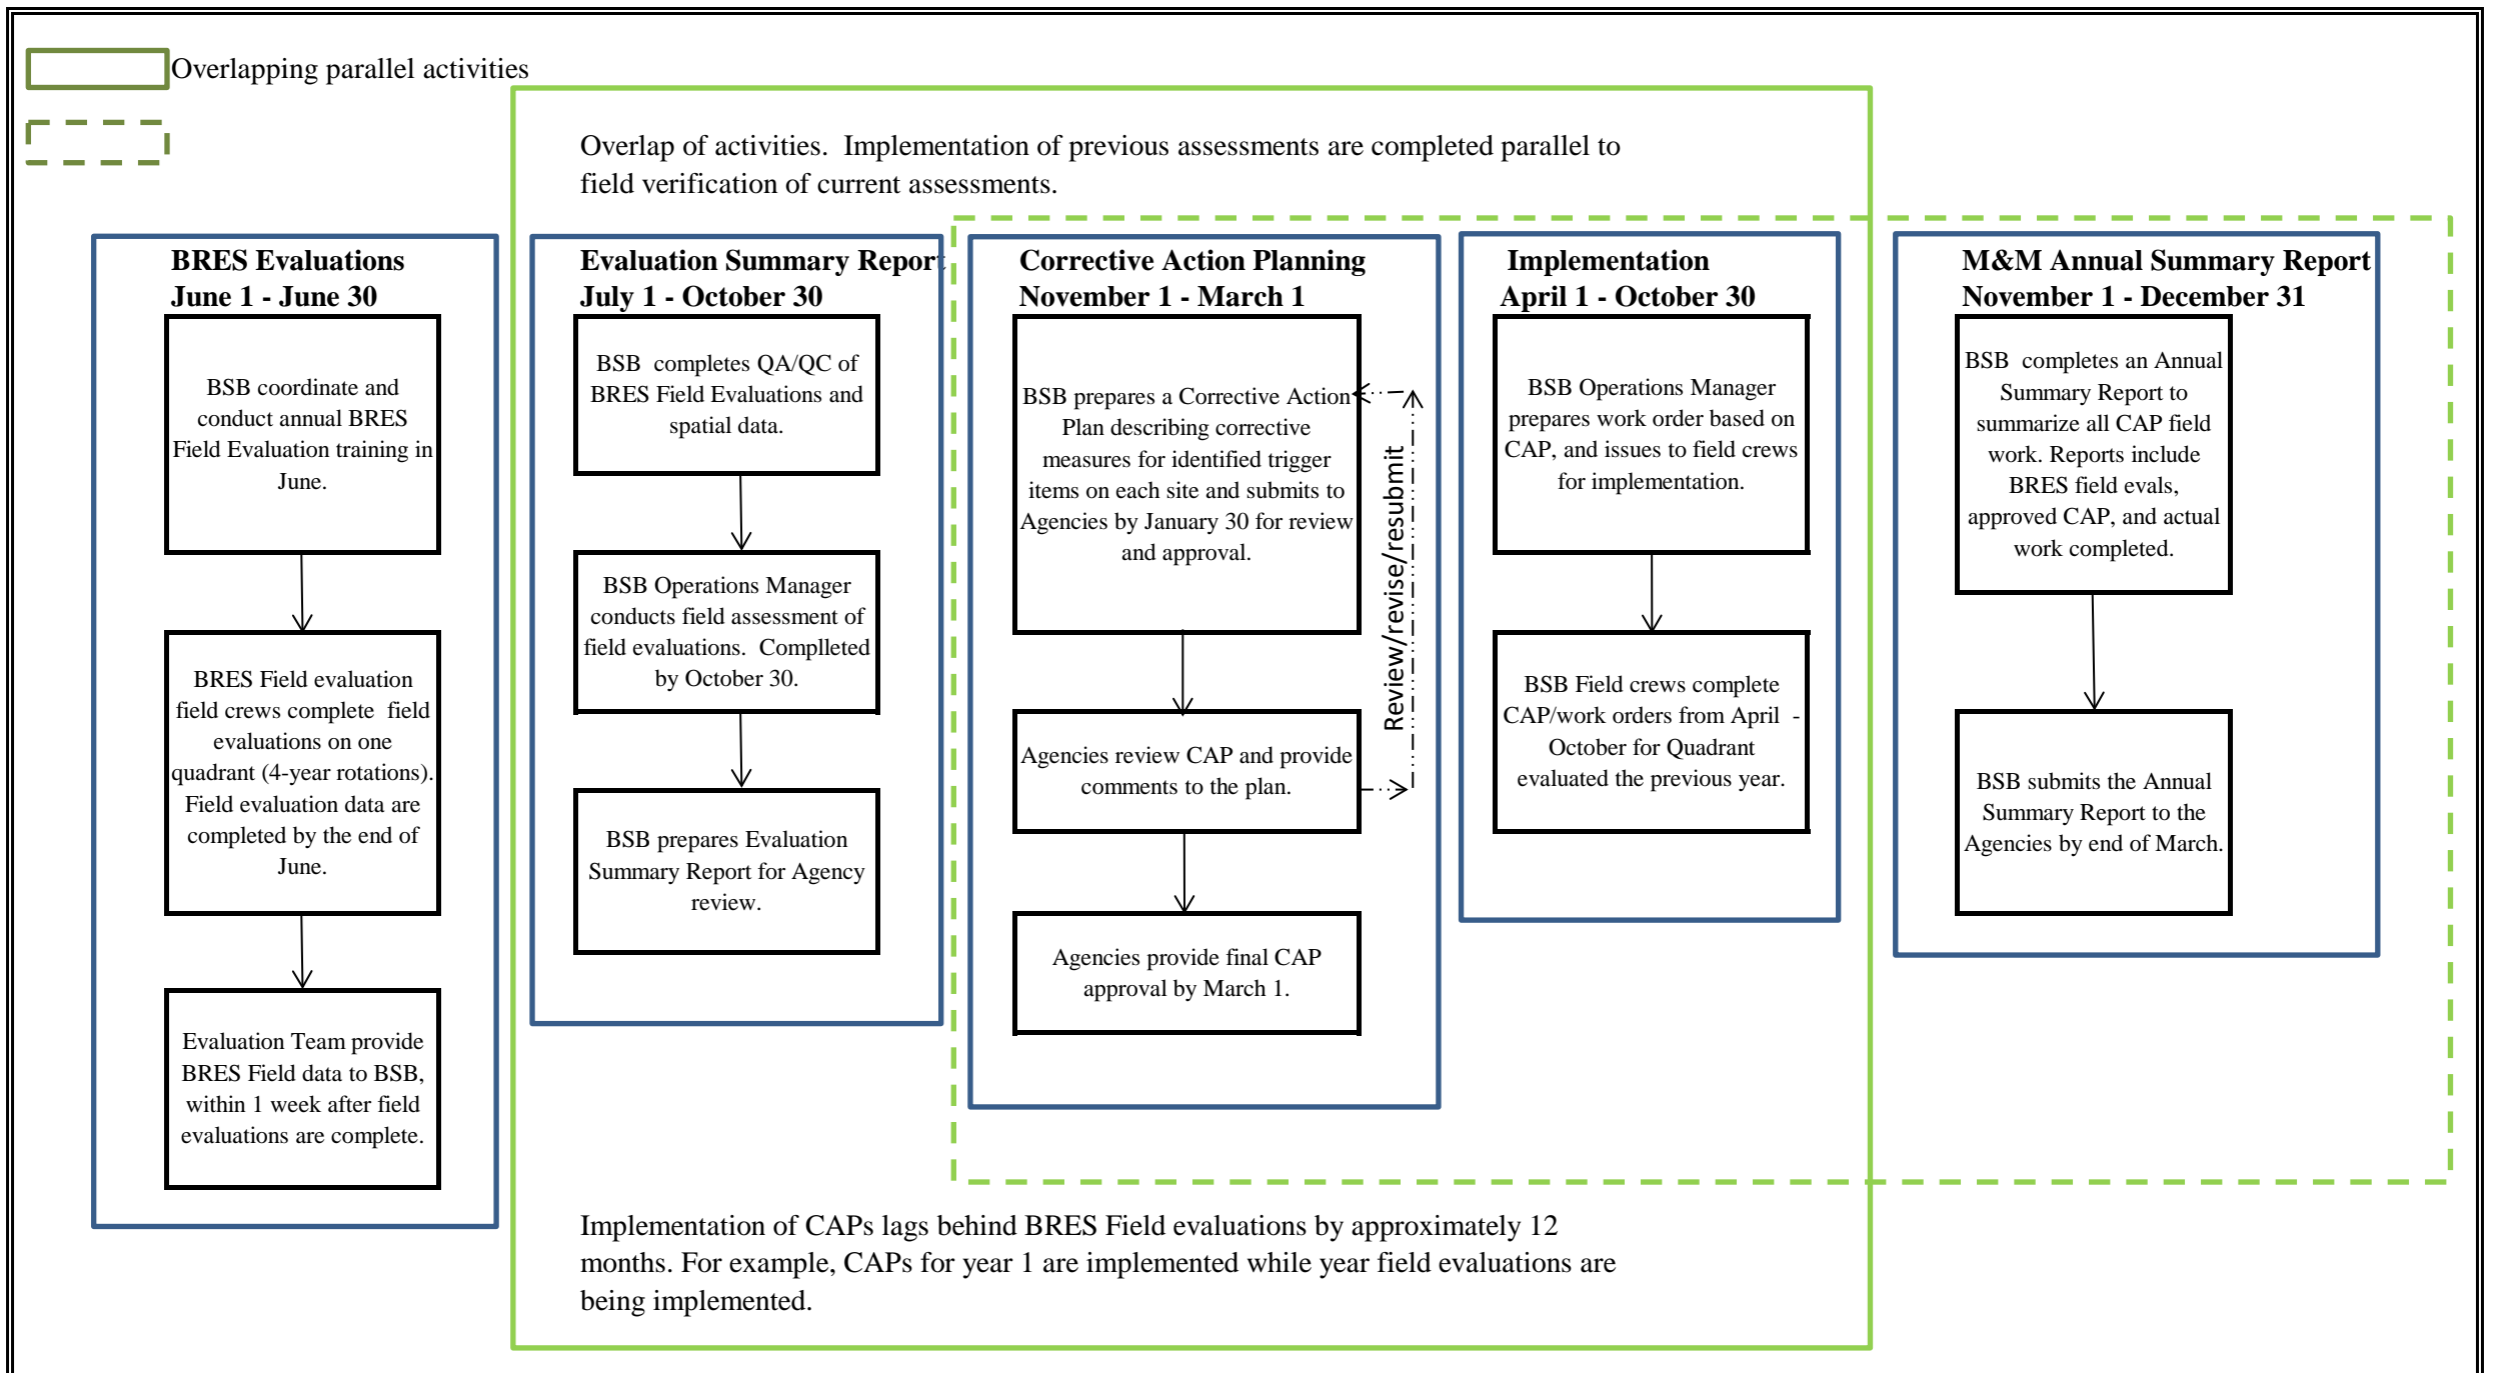 Overlapping parallel activities
Overlap of activities.  Implementation of previous assessments are completed parallel to
field verification of current assessments.
BRES Evaluations
June 1 - June 30
BSB coordinate and
conduct annual BRES
Field Evaluation training in
June.
BRES Field evaluation
field crews complete  field
evaluations on one
quadrant (4-year rotations).
Field evaluation data are
completed by the end of
June.
Evaluation Team provide
BRES Field data to BSB,
within 1 week after field
evaluations are complete.
Evaluation Summary Report
July 1 - October 30
BSB  completes QA/QC of
BRES Field Evaluations and
spatial data.
BSB Operations Manager
conducts field assessment of
field evaluations.  Complleted
by October 30.
BSB prepares Evaluation
Summary Report for Agency
review.
Corrective Action Planning
November 1 - March 1
BSB prepares a Corrective Action
Plan describing corrective
measures for identified trigger
items on each site and submits to
Agencies by January 30 for review
and approval.
Agencies review CAP and provide
comments to the plan.
Agencies provide final CAP
approval by March 1.
Review/revise/resubmit
Implementation
April 1 - October 30
BSB Operations Manager
prepares work order based on
CAP, and issues to field crews
for implementation.
BSB Field crews complete
CAP/work orders from April  -
October for Quadrant
evaluated the previous year.
M&M Annual Summary Report
November 1 - December 31
BSB  completes an Annual
Summary Report to
summarize all CAP field
work. Reports include
BRES field evals,
approved CAP, and actual
work completed.
BSB submits the Annual
Summary Report to the
Agencies by end of March.
Implementation of CAPs lags behind BRES Field evaluations by approximately 12
months. For example, CAPs for year 1 are implemented while year field evaluations are
being implemented.